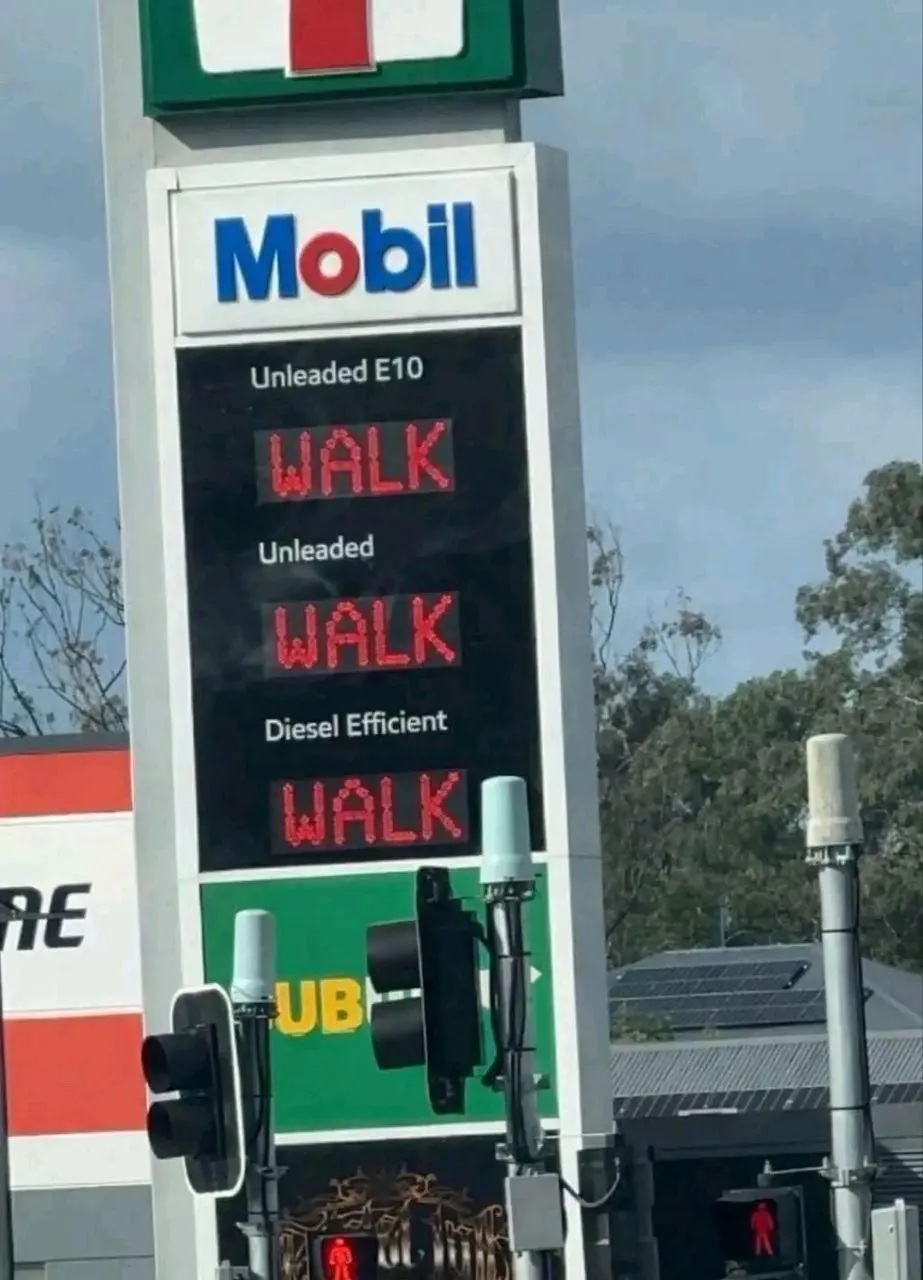 Mobil
Unleaded E10
WALK
Unleaded
WALK
Diesel Efficient
WALK